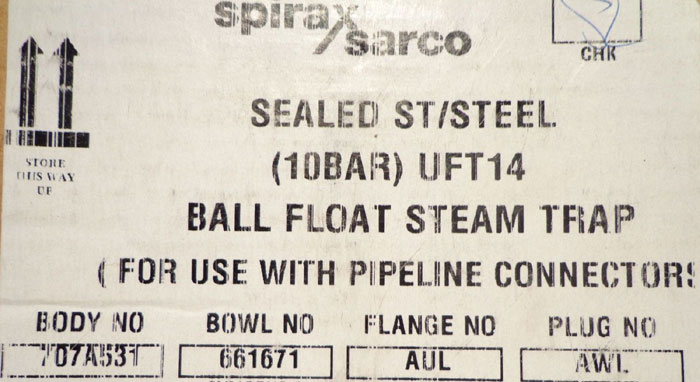 spirax
sarco
CHK
SEALED ST/STEEL
(10BAR) UFT14
STORE
THIS WAY
UP
BALL FLOAT STEAM TRAP
( FOR USE WITH PIPELINE CONNECTORS
BODY NO BOWL NO FLANGE NO PLUG NO
707A531 661671 AUL AWL